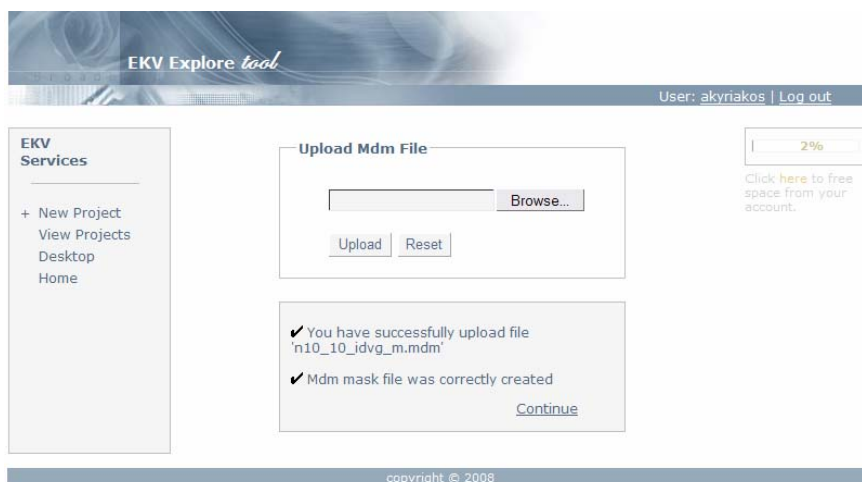 EKV Explore tool
User: akyriakos | Log out
EKV
Services
+ New Project
View Projects
Desktop
Home
Upload Mdm File
Browse...
Upload Reset
✔ You have successfully upload file
'n10_10_idvg_m.mdm'
✔ Mdm mask file was correctly created
Continue
2%
Click here to free
space from your
account.
copyright © 2008